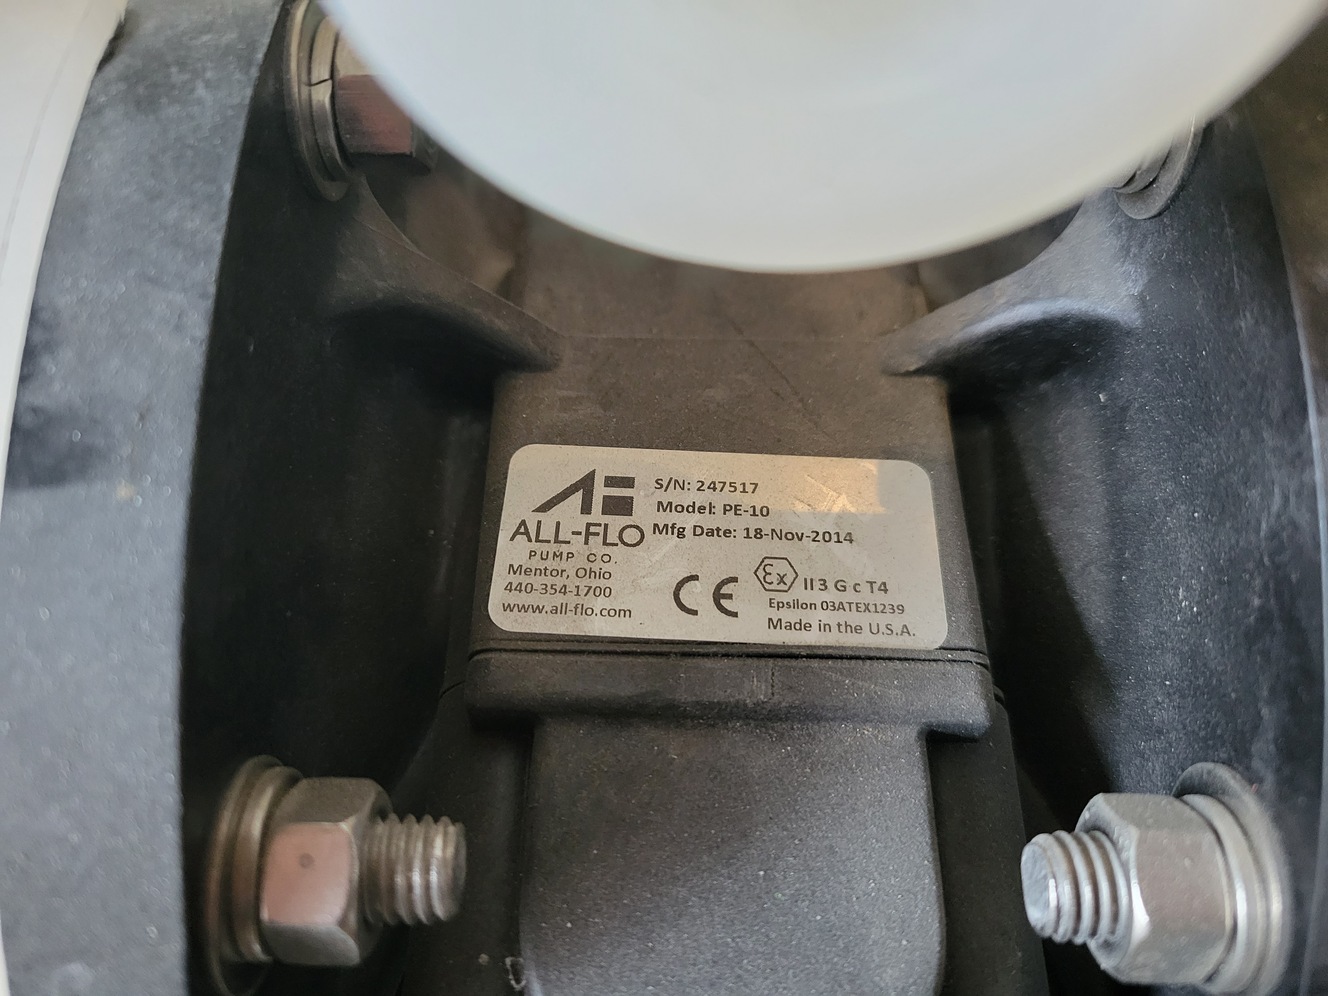 ALL-FLO
PUMP CO.
Mentor, Ohio
440-354-1700
www.all-flo.com
S/N: 247517
Model: PE-10
Mfg Date: 18-Nov-2014
CE
Ex II 3 G c T4
Epsilon 03ATEX1239
Made in the U.S.A.